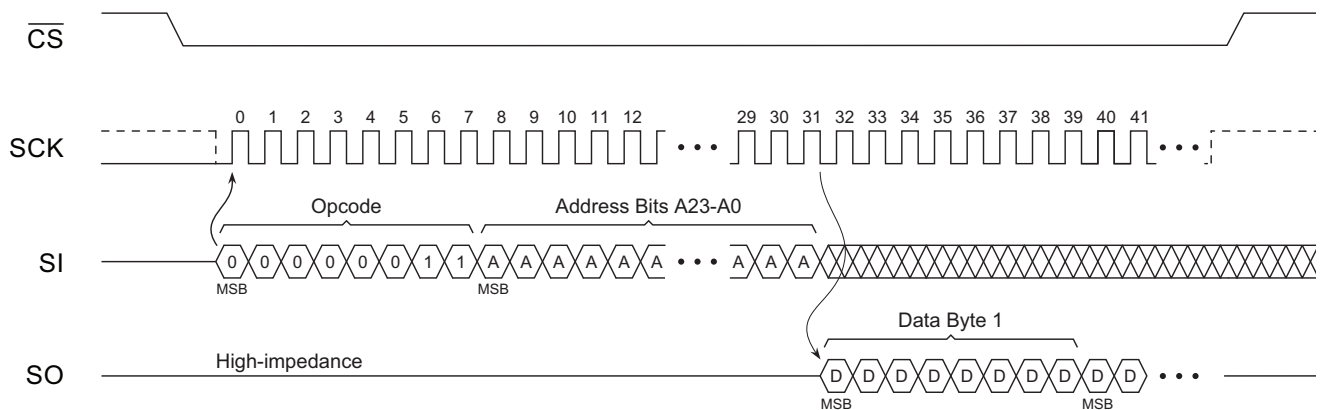 CS
0 1 2 3 4 5 6 7 8 9 10 11 12 29 30 31 32 33 34 35 36 37 38 39 40 41
SCK
Opcode Address Bits A23-A0
SI 0 0 0 0 0 0 1 1 A A A A A A A A A
MSB MSB
Data Byte 1
High-impedance
SO D D D D D D D D D D
MSB MSB